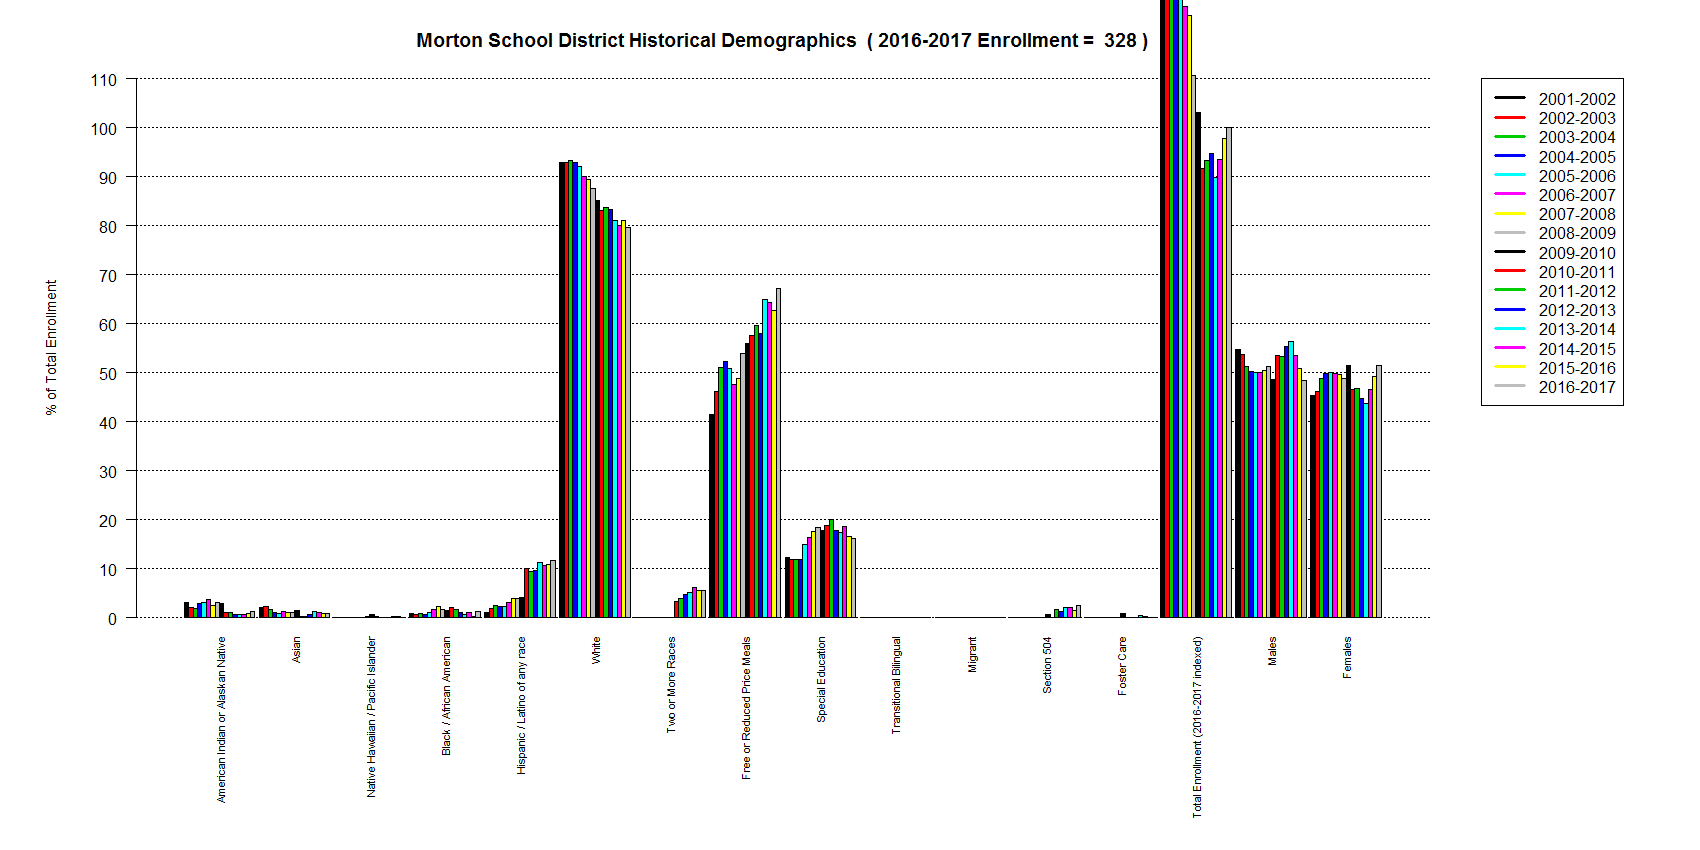 Morton School District Historical Demographics ( 2016-2017 Enrollment = 328 )
% of Total Enrollment
110
100
90
80
70
60
50
40
30
20
10
0
American Indian or Alaskan Native
Asian
Native Hawaiian / Pacific Islander
Black / African American
Hispanic / Latino of any race
White
Two or More Races
Free or Reduced Price Meals
Special Education
Transitional Bilingual
Migrant
Section 504
Foster Care
Total Enrollment (2016-2017 indexed)
Males
Females
2001-2002
2002-2003
2003-2004
2004-2005
2005-2006
2006-2007
2007-2008
2008-2009
2009-2010
2010-2011
2011-2012
2012-2013
2013-2014
2014-2015
2015-2016
2016-2017